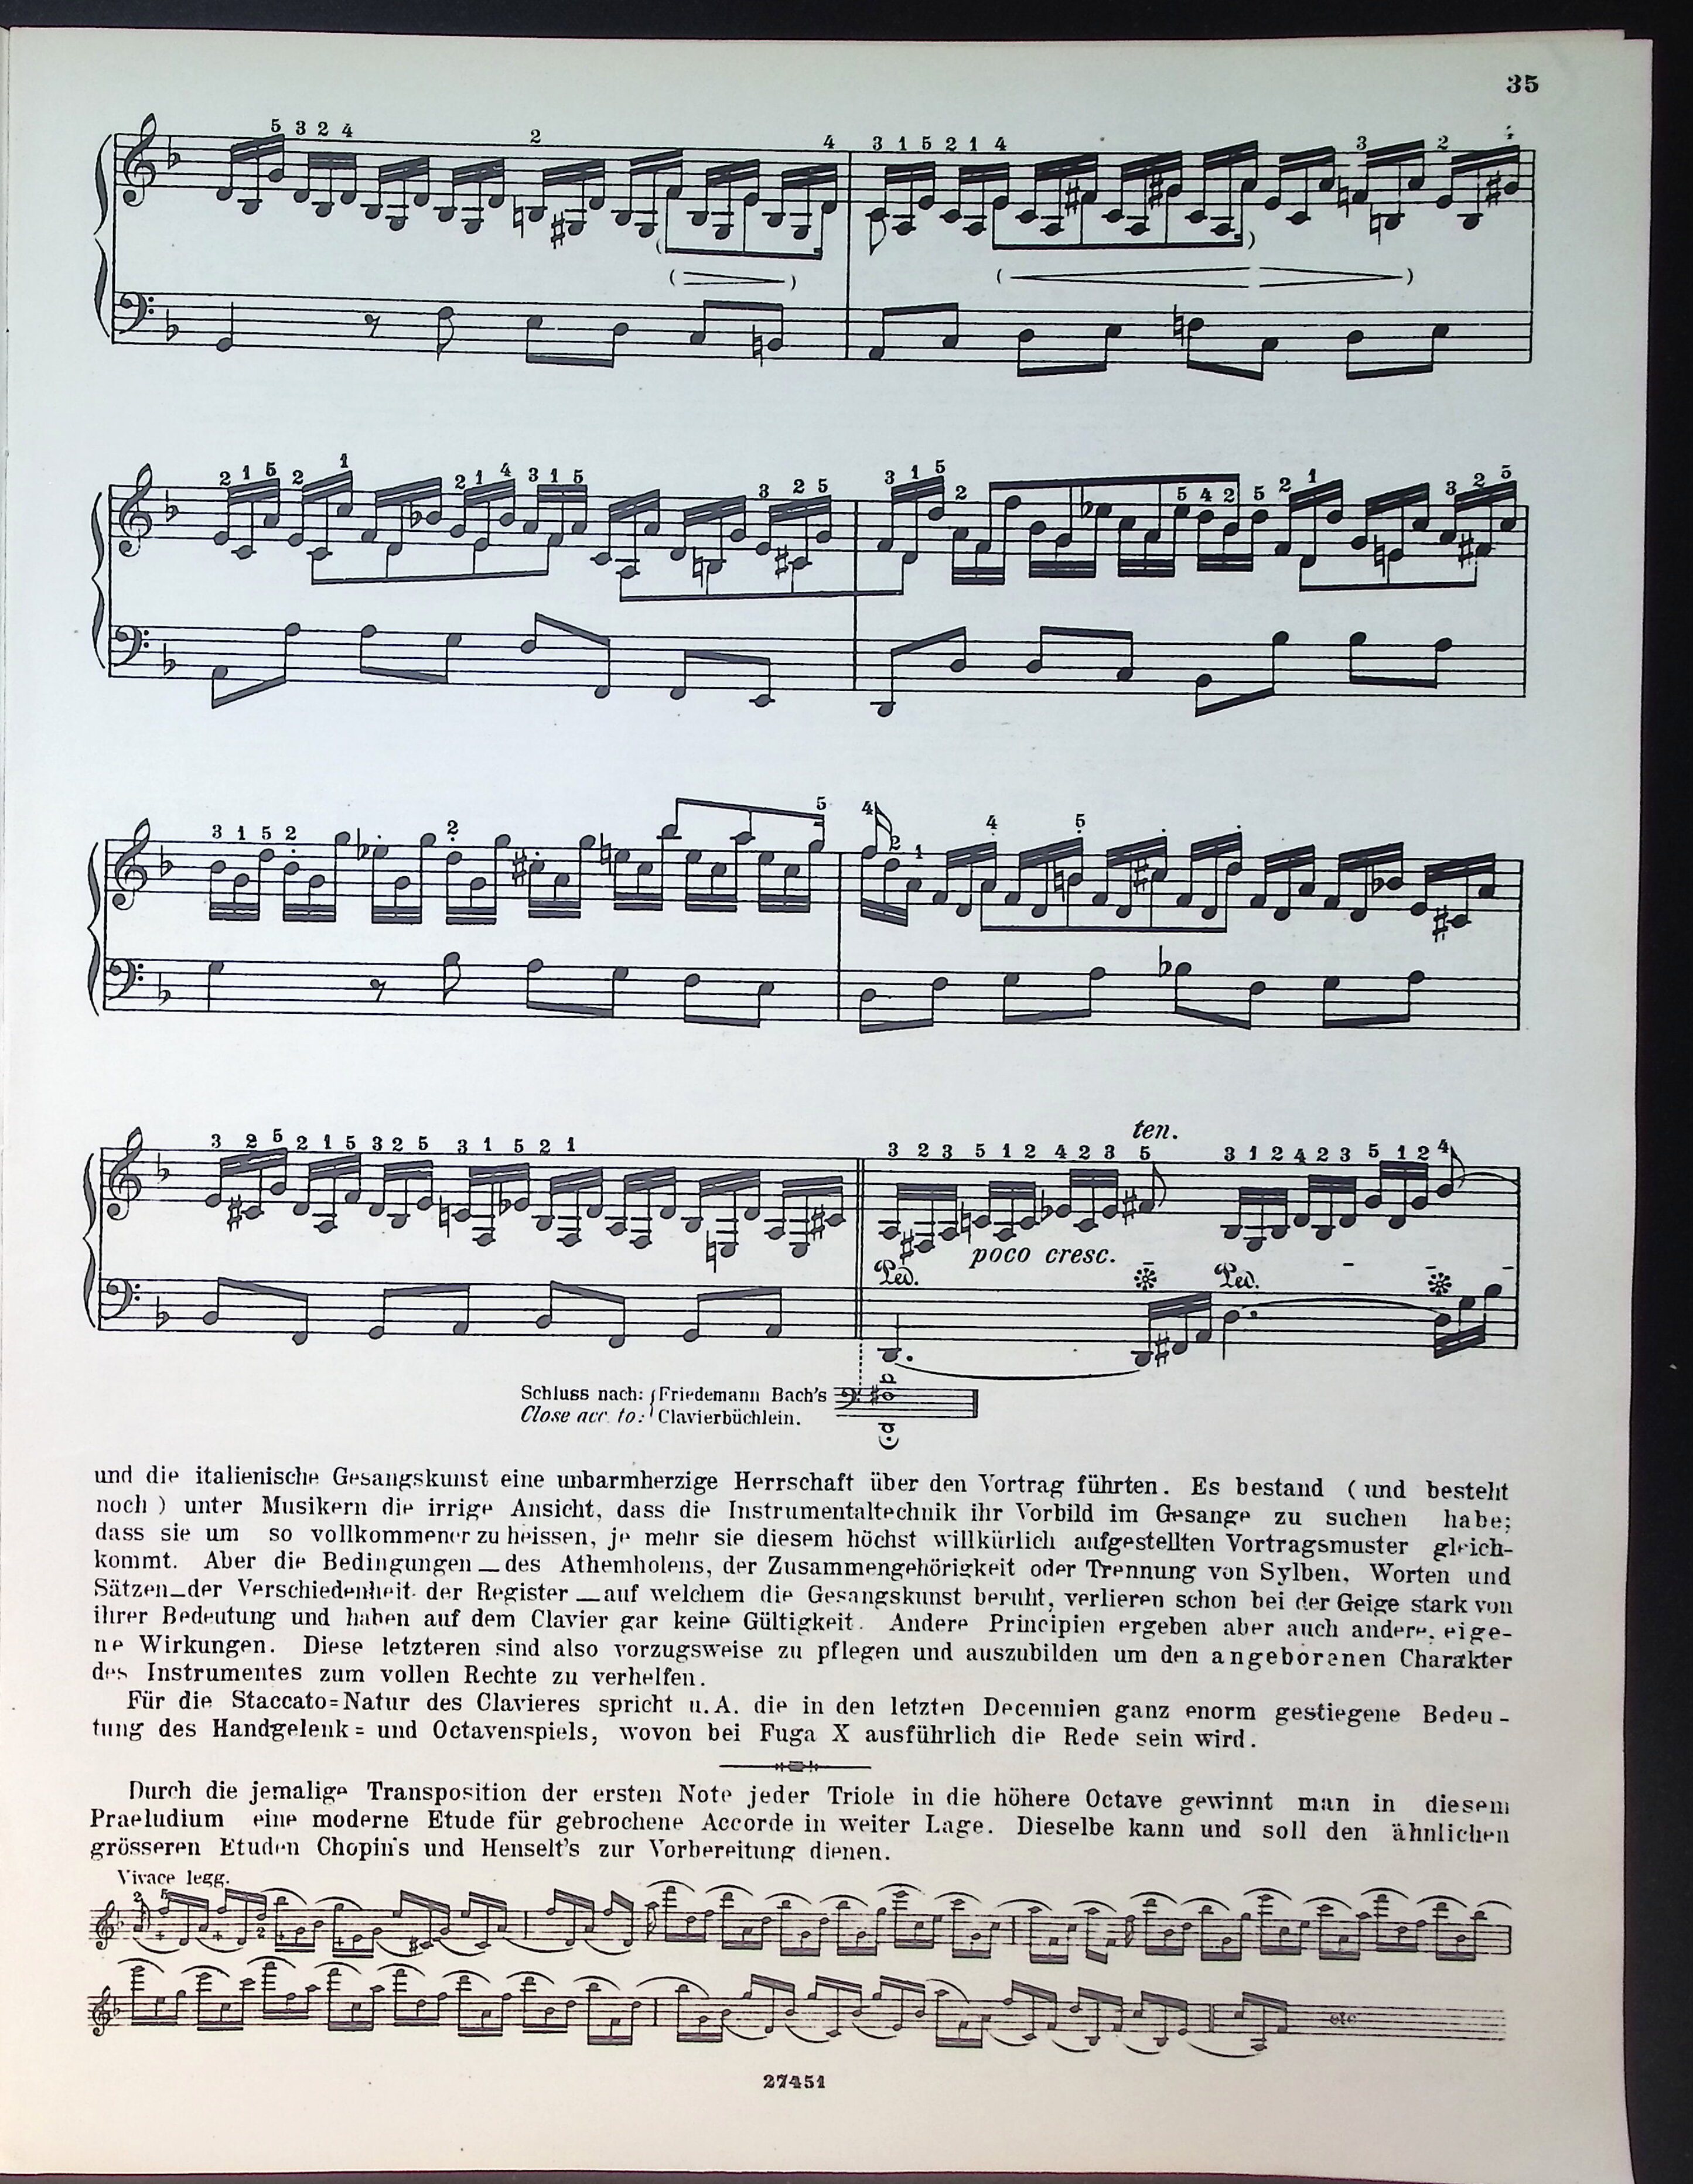 35
5 3 2 4 2 4 3 1 5 2 1 4 3 2
2 1 5 2 1 2 1 4 3 1 5 3 2 5 3 1 5 2 5 4 2 5 2 1 3 2 5
3 1 5 2 2 5 4 2 1 4 5
ten.
3 2 5 2 1 5 3 2 5 3 1 5 2 1 3 2 3 5 1 2 4 2 3 5 3 1 2 4 2 3 5 1 2 4
poco cresc.
Ped. Ped.
Schluss nach: Friedemann Bach's
Close acc. to: Clavierbüchlein.
und die italienische Gesangskunst eine unbarmherzige Herrschaft über den Vortrag führten. Es bestand (und besteht
noch) unter Musikern die irrige Ansicht, dass die Instrumentaltechnik ihr Vorbild im Gesange zu suchen habe;
dass sie um so vollkommener zu heissen, je mehr sie diesem höchst willkürlich aufgestellten Vortragsmuster gleich-
kommt. Aber die Bedingungen — des Athemholens, der Zusammengehörigkeit oder Trennung von Sylben, Worten und
Sätzen — der Verschiedenheit der Register — auf welchem die Gesangskunst beruht, verlieren schon bei der Geige stark von
ihrer Bedeutung und haben auf dem Clavier gar keine Gültigkeit. Andere Principien ergeben aber auch andere, eige-
ne Wirkungen. Diese letzteren sind also vorzugsweise zu pflegen und auszubilden um den angeborenen Charakter
des Instrumentes zum vollen Rechte zu verhelfen.
Für die Staccato=Natur des Clavieres spricht u. A. die in den letzten Decennien ganz enorm gestiegene Bedeu-
tung des Handgelenk= und Octavenspiels, wovon bei Fuga X ausführlich die Rede sein wird.
Durch die jemalige Transposition der ersten Note jeder Triole in die höhere Octave gewinnt man in diesem
Praeludium eine moderne Etude für gebrochene Accorde in weiter Lage. Dieselbe kann und soll den ähnlichen
grösseren Etuden Chopin's und Henselt's zur Vorbereitung dienen.
Vivace legg.
2 5 2
etc
27451